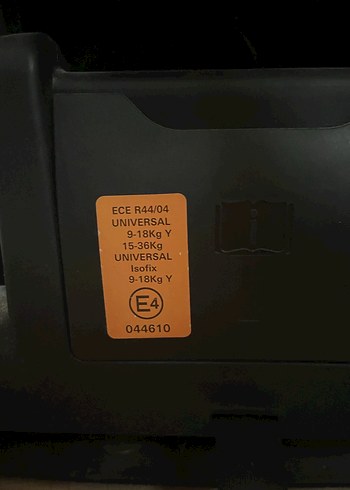 ECE R44/04
UNIVERSAL
9-18Kg Y
15-36Kg
UNIVERSAL
Isofix
9-18Kg Y
E4
044610
i